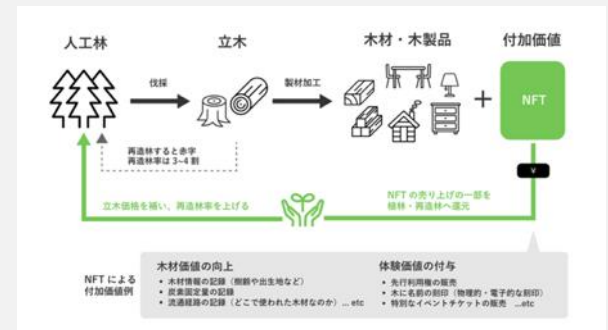 人工林
立木
木材・木製品
付加価値
伐採
製材加工
NFT
再造林すると赤字
再造林率は 3~4 割
¥
立木価格を補い、再造林率を上げる
NFT の売り上げの一部を
植林・再造林へ還元
NFT による
付加価値例
木材価値の向上
• 木材情報の記録（樹齢や出生地など）
• 炭素固定量の記録
• 流通経路の記録（どこで使われた木材なのか）... etc
体験価値の付与
• 先行利用権の販売
• 木に名前の刻印（物理的・電子的な刻印）
• 特別なイベントチケットの販売 ...etc